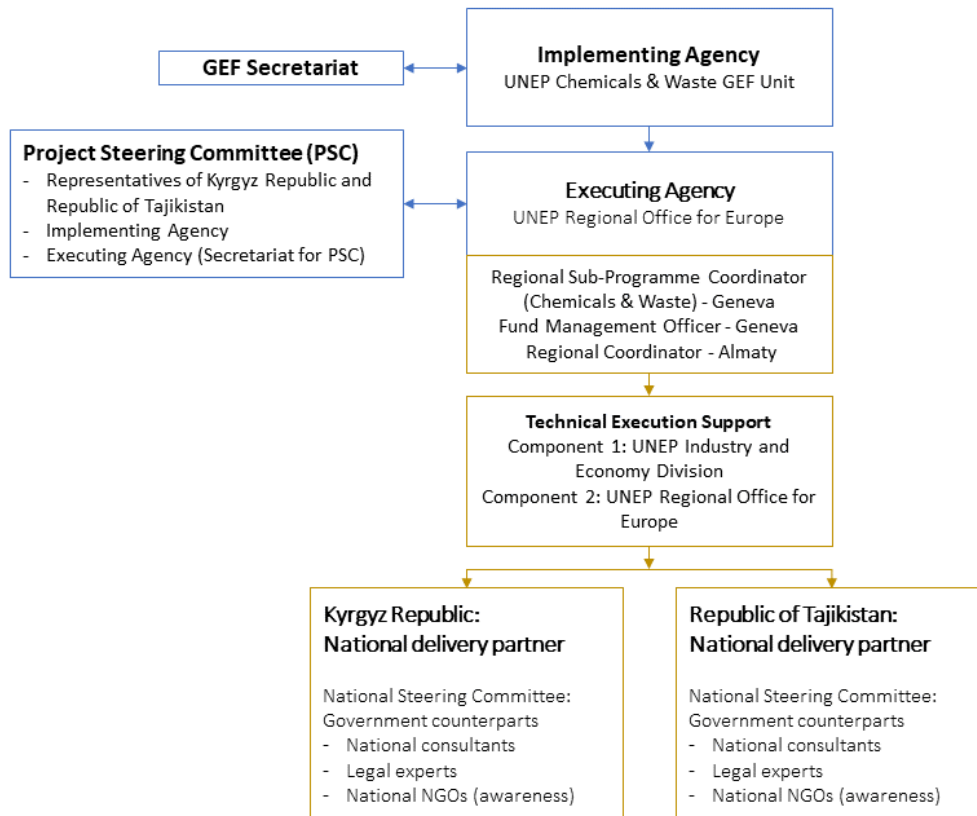 GEF Secretariat
Implementing Agency
UNEP Chemicals & Waste GEF Unit
Project Steering Committee (PSC)
- Representatives of Kyrgyz Republic and
Republic of Tajikistan
- Implementing Agency
- Executing Agency (Secretariat for PSC)
Executing Agency
UNEP Regional Office for Europe
Regional Sub-Programme Coordinator
(Chemicals & Waste) - Geneva
Fund Management Officer - Geneva
Regional Coordinator - Almaty
Technical Execution Support
Component 1: UNEP Industry and
Economy Division
Component 2: UNEP Regional Office for
Europe
Kyrgyz Republic:
National delivery partner
National Steering Committee:
Government counterparts
- National consultants
- Legal experts
- National NGOs (awareness)
Republic of Tajikistan:
National delivery partner
National Steering Committee:
Government counterparts
- National consultants
- Legal experts
- National NGOs (awareness)